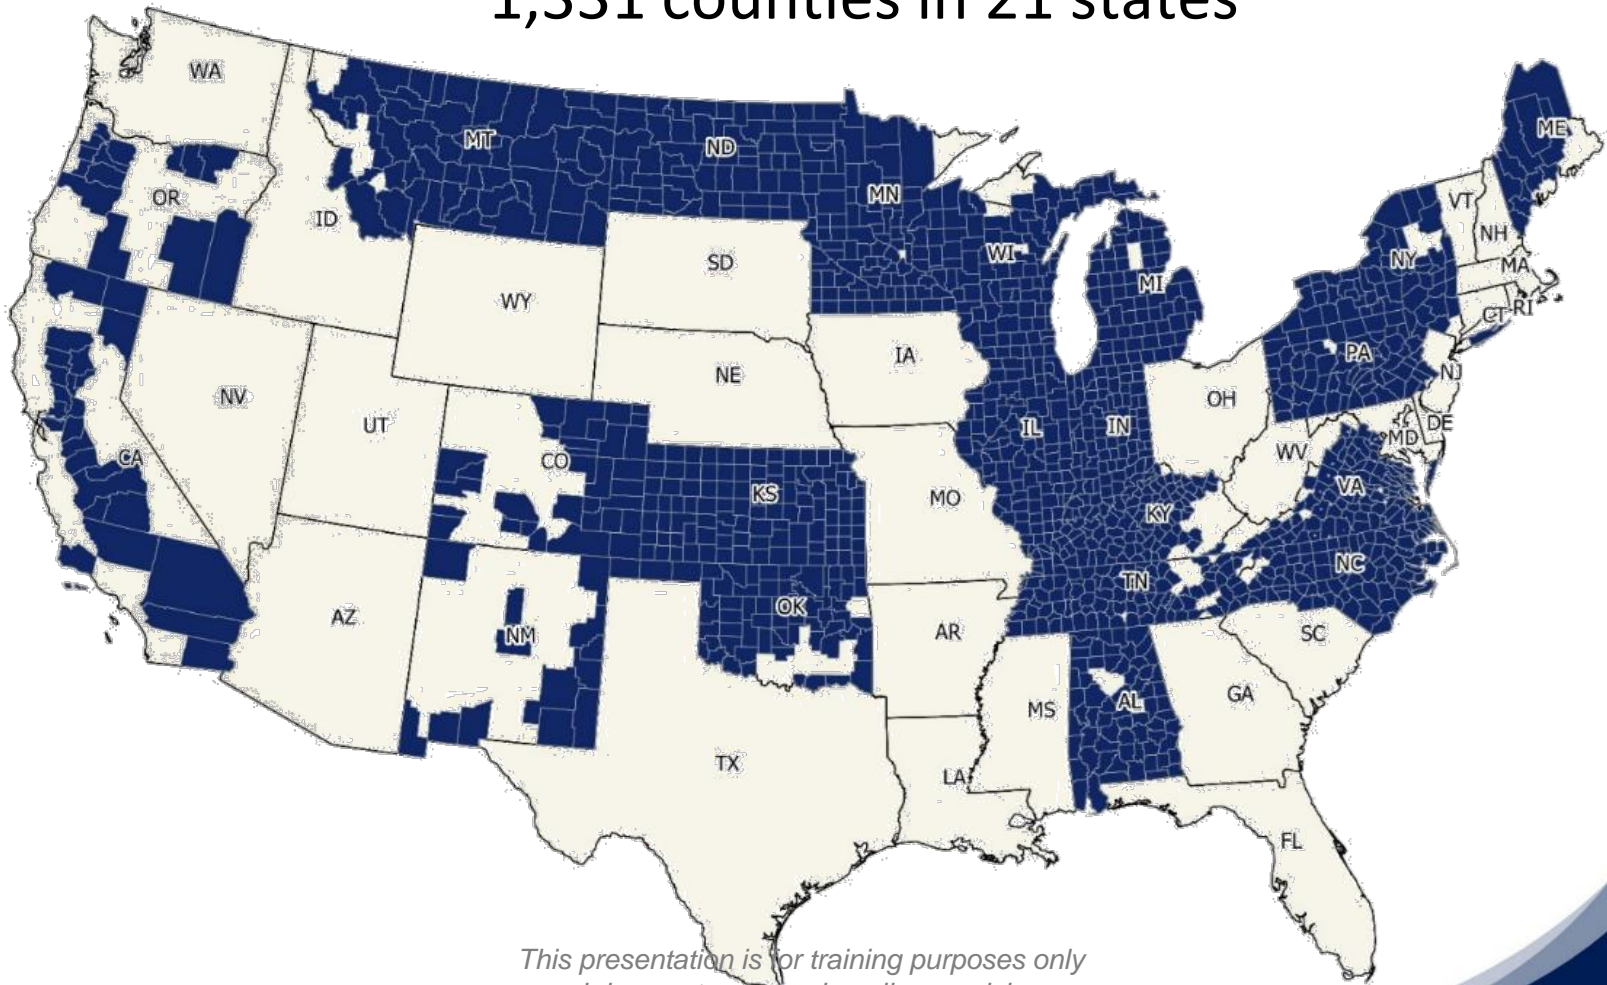 1,331 counties in 21 states
WA
MT
ND
ME
MN
OR
VT
ID
NH
WI
NY
SD
MA
MI
WY
RI
CT
IA
PA
NE
NJ
NV
OH
UT
IL
IN
DE
MD
CA
CO
WV
VA
KS
MO
KY
NC
TN
OK
AZ
NM
AR
SC
GA
MS
AL
TX
LA
FL
This presentation is for training purposes only